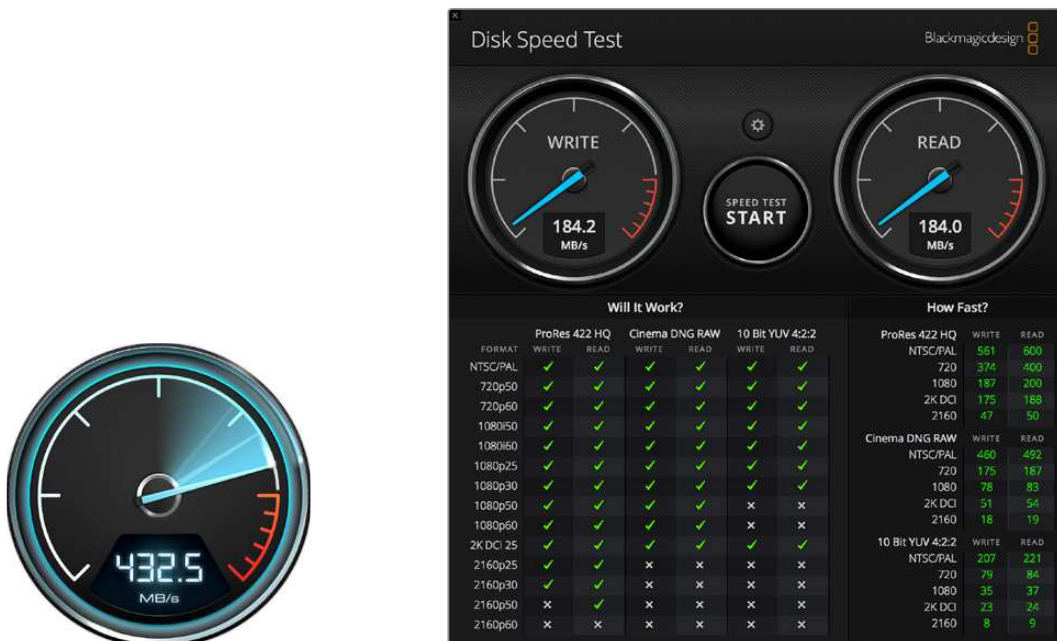 Disk Speed Test
Blackmagicdesign
WRITE
184.2
MB/s
SPEED TEST
START
READ
184.0
MB/s
Will It Work?
ProRes 422 HQ Cinema DNG RAW 10 Bit YUV 4:2:2
FORMAT WRITE READ WRITE READ WRITE READ
NTSC/PAL ✓ ✓ ✓ ✓ ✓ ✓
720p50 ✓ ✓ ✓ ✓ ✓ ✓
720p60 ✓ ✓ ✓ ✓ ✓ ✓
1080i50 ✓ ✓ ✓ ✓ ✓ ✓
1080i60 ✓ ✓ ✓ ✓ ✓ ✓
1080p25 ✓ ✓ ✓ ✓ ✓ ✓
1080p30 ✓ ✓ ✓ ✓ ✓ ✓
1080p50 ✓ ✓ ✓ ✓ × ×
1080p60 ✓ ✓ ✓ ✓ × ×
2K DCI 25 ✓ ✓ ✓ ✓ ✓ ✓
2160p25 ✓ ✓ × × × ×
2160p30 ✓ ✓ × × × ×
2160p50 × ✓ × × × ×
2160p60 × × × × × ×
How Fast?
ProRes 422 HQ WRITE READ
NTSC/PAL 561 600
720 374 400
1080 187 200
2K DCI 175 188
2160 47 50
Cinema DNG RAW WRITE READ
NTSC/PAL 460 492
720 175 187
1080 78 83
2K DCI 51 54
2160 18 19
10 Bit YUV 4:2:2 WRITE READ
NTSC/PAL 207 221
720 79 84
1080 35 37
2K DCI 23 24
2160 8 9
432.5
MB/s